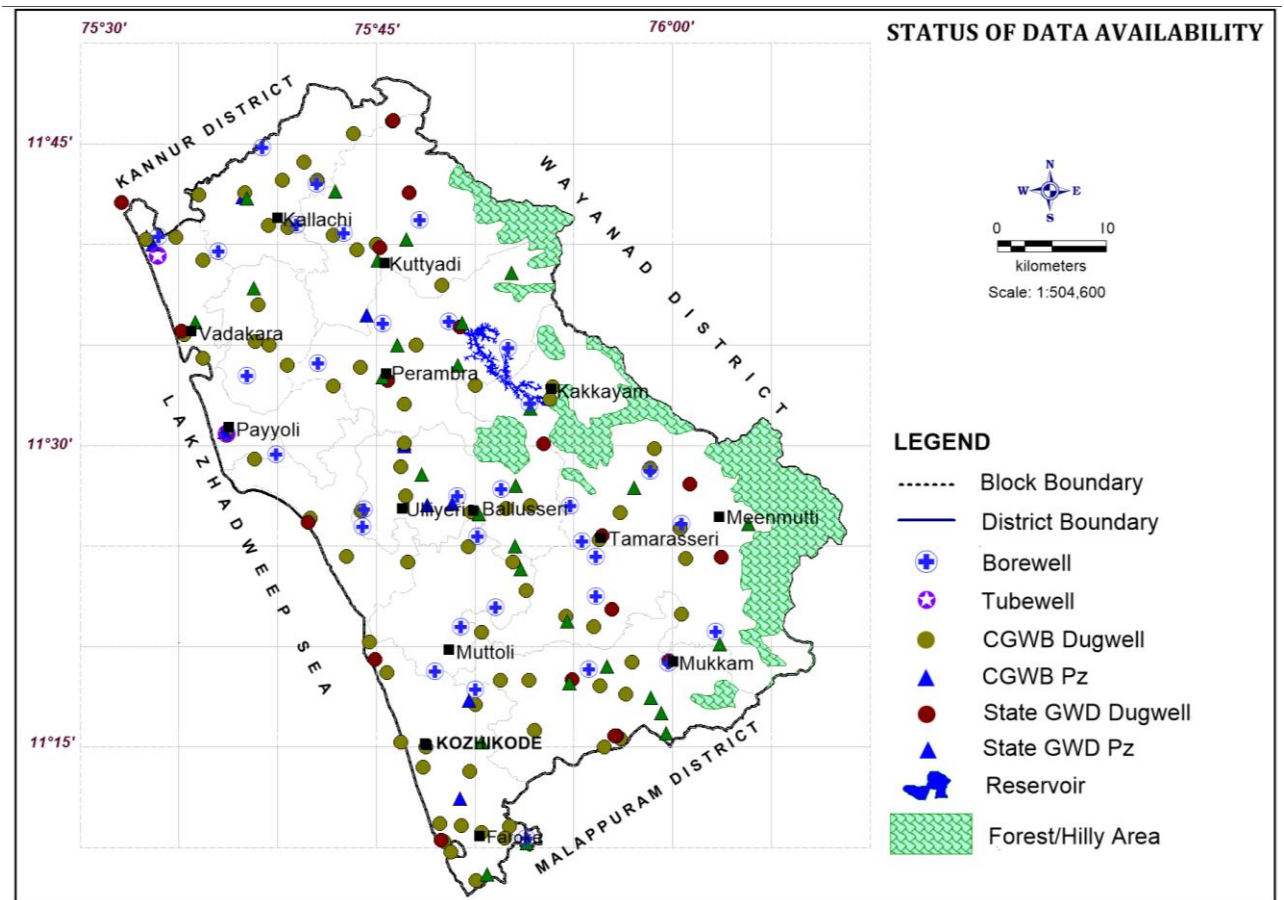 75°30' 75°45' 76°00'
STATUS OF DATA AVAILABILITY
11°45'
11°30'
11°15'
KANNUR DISTRICT
WAYANAD DISTRICT
LAKZHADWEEP SEA
MALAPPURAM DISTRICT
Kallachi
Kuttyadi
Vadakara
Perambra
Kakkayam
Payyoli
Ulliyeri
Ballusseri
Meenmutti
Tamarasseri
Muttoli
Mukkam
KOZHIKODE
Faroke
N
W E
S
0 10
kilometers
Scale: 1:504,600
LEGEND
Block Boundary
District Boundary
Borewell
Tubewell
CGWB Dugwell
CGWB Pz
State GWD Dugwell
State GWD Pz
Reservoir
Forest/Hilly Area